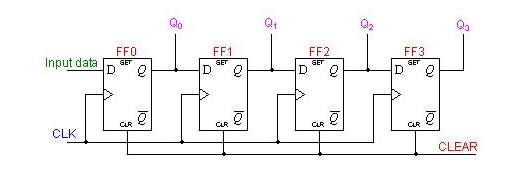 Q0 Q1 Q2 Q3
FF0 FF1 FF2 FF3
SET SET SET SET
Input data D Q D Q D Q D Q
Q̅ Q̅ Q̅ Q̅
CLK CLR CLR CLR CLR
CLEAR